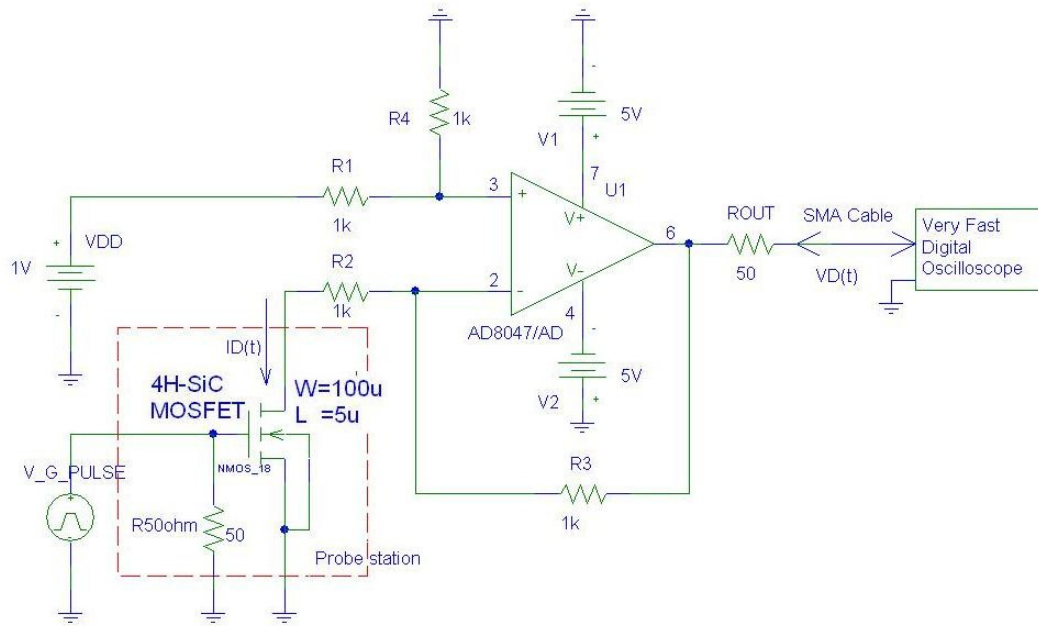 -
5V
V1
+
R4
1k
7
U1
R1
1k
3
+
V+
VDD
+
1V
-
R2
1k
2
-
V-
6
ROUT
50
SMA Cable
VD(t)
Very Fast
Digital
Oscilloscope
4
AD8047/AD
-
5V
V2
+
ID(t)
4H-SiC
MOSFET
W=100u
L =5u
NMOS_18
V_G_PULSE
+
-
R50ohm
50
Probe station
R3
1k